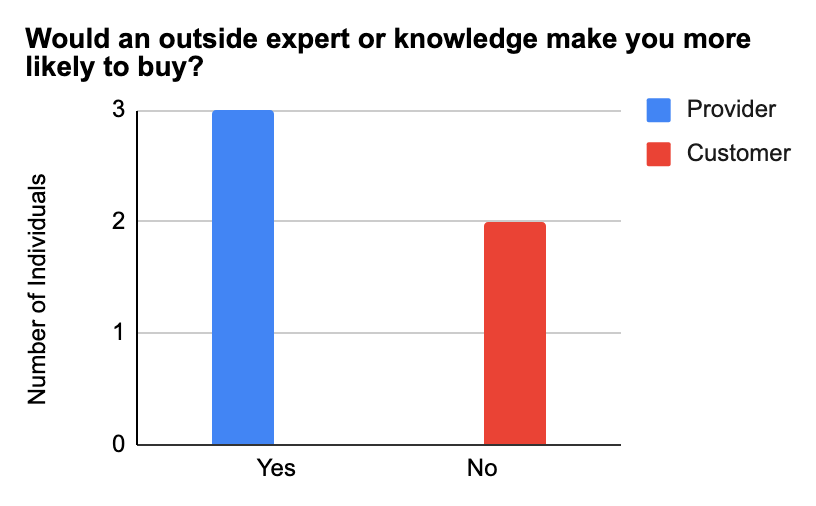 Would an outside expert or knowledge make you more
likely to buy?
3
Provider
Customer
2
Number of Individuals
1
0
Yes
No